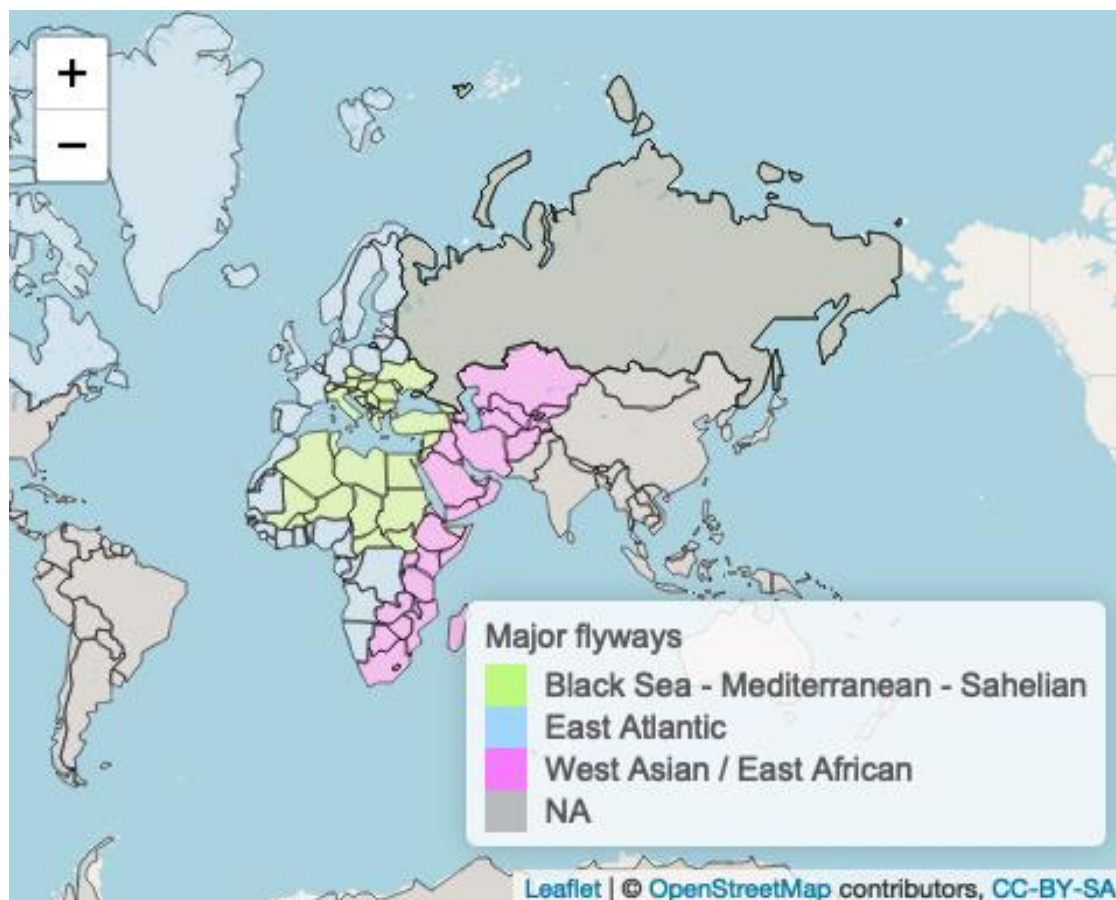 +
−
Major flyways
Black Sea - Mediterranean - Sahelian
East Atlantic
West Asian / East African
NA
Leaflet | © OpenStreetMap contributors, CC-BY-SA